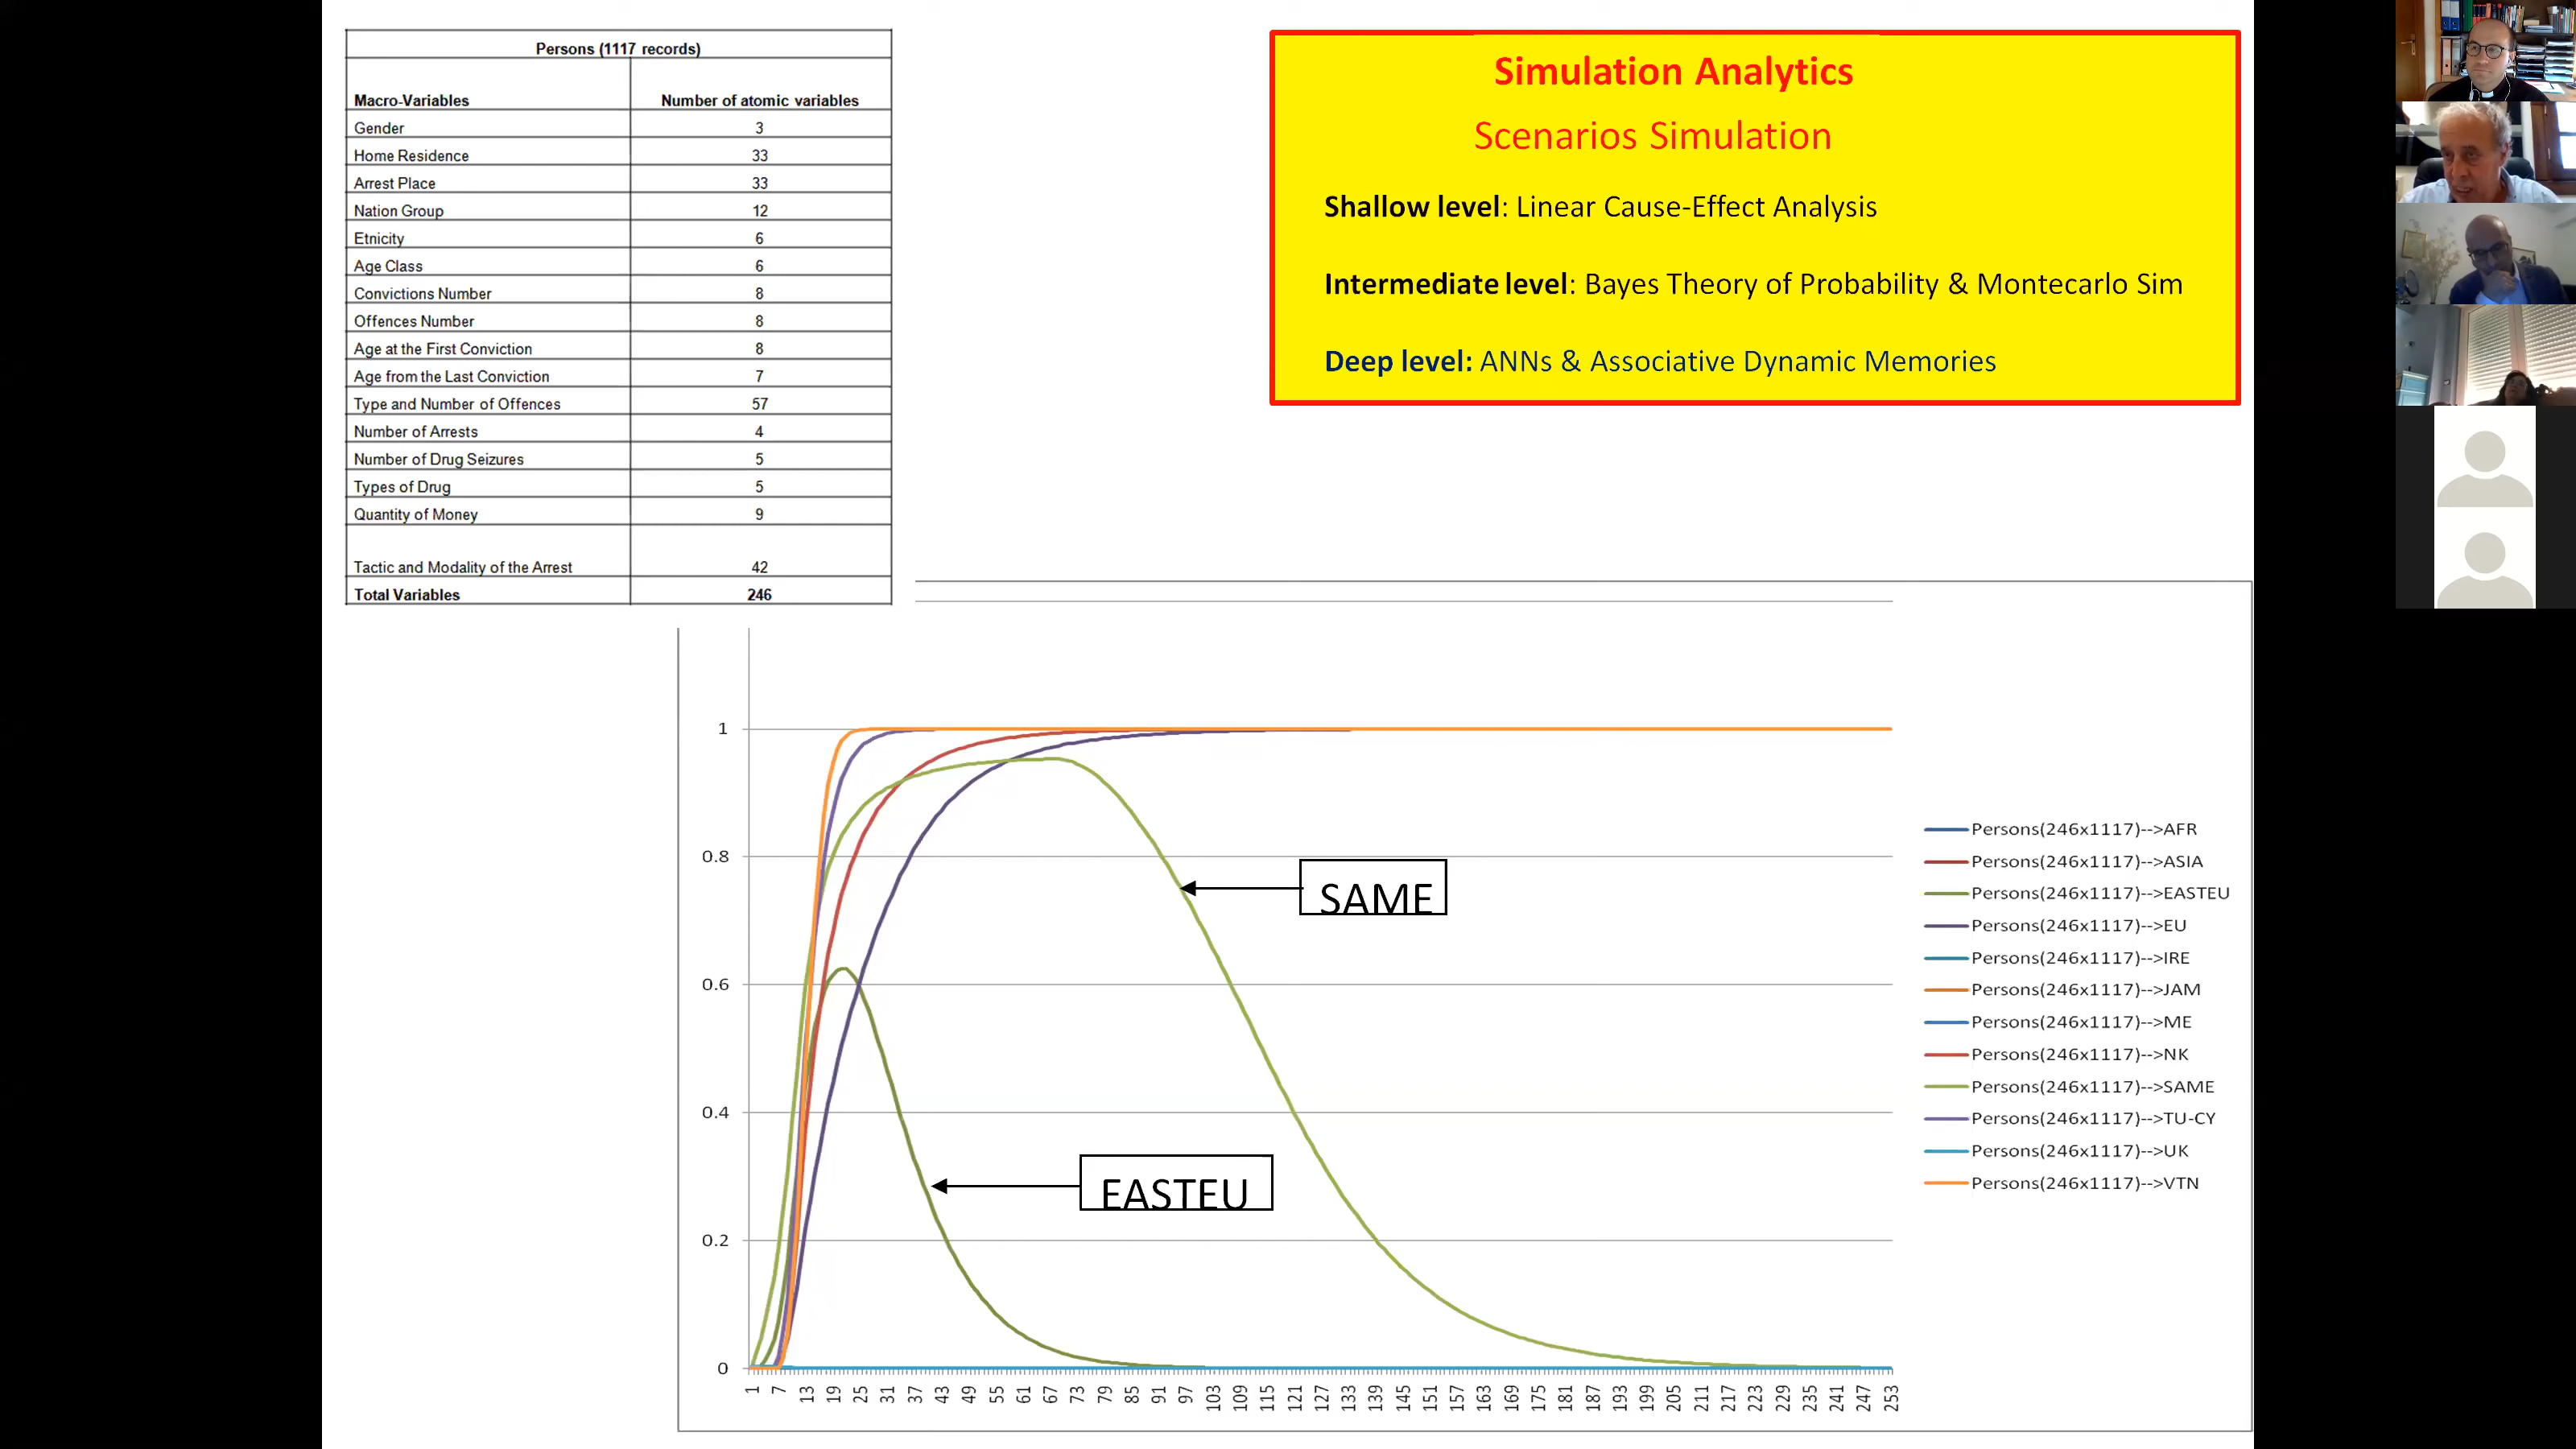 Persons (1117 records)
Macro-Variables Number of atomic variables
Gender 3
Home Residence 33
Arrest Place 33
Nation Group 12
Etnicity 6
Age Class 6
Convictions Number 8
Offences Number 8
Age at the First Conviction 8
Age from the Last Conviction 7
Type and Number of Offences 57
Number of Arrests 4
Number of Drug Seizures 5
Types of Drug 5
Quantity of Money 9
Tactic and Modality of the Arrest 42
Total Variables 246
Simulation Analytics
Scenarios Simulation
Shallow level: Linear Cause-Effect Analysis
Intermediate level: Bayes Theory of Probability & Montecarlo Sim
Deep level: ANNs & Associative Dynamic Memories
1
0.8
0.6
0.4
0.2
0
SAME
EASTEU
1 7 13 19 25 31 37 43 49 55 61 67 73 79 85 91 97 103 109 115 121 127 133 139 145 151 157 163 169 175 181 187 193 199 205 211 217 223 229 235 241 247 253
Persons(246x1117)-->AFR
Persons(246x1117)-->ASIA
Persons(246x1117)-->EASTEU
Persons(246x1117)-->EU
Persons(246x1117)-->IRE
Persons(246x1117)-->JAM
Persons(246x1117)-->ME
Persons(246x1117)-->NK
Persons(246x1117)-->SAME
Persons(246x1117)-->TU-CY
Persons(246x1117)-->UK
Persons(246x1117)-->VTN